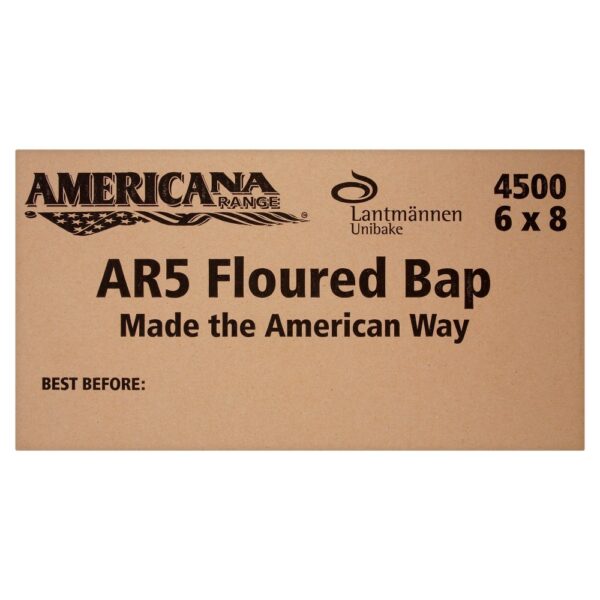 AMERICANA
RANGE
®
Lantmännen
Unibake
4500
6 x 8
AR5 Floured Bap
Made the American Way
BEST BEFORE: